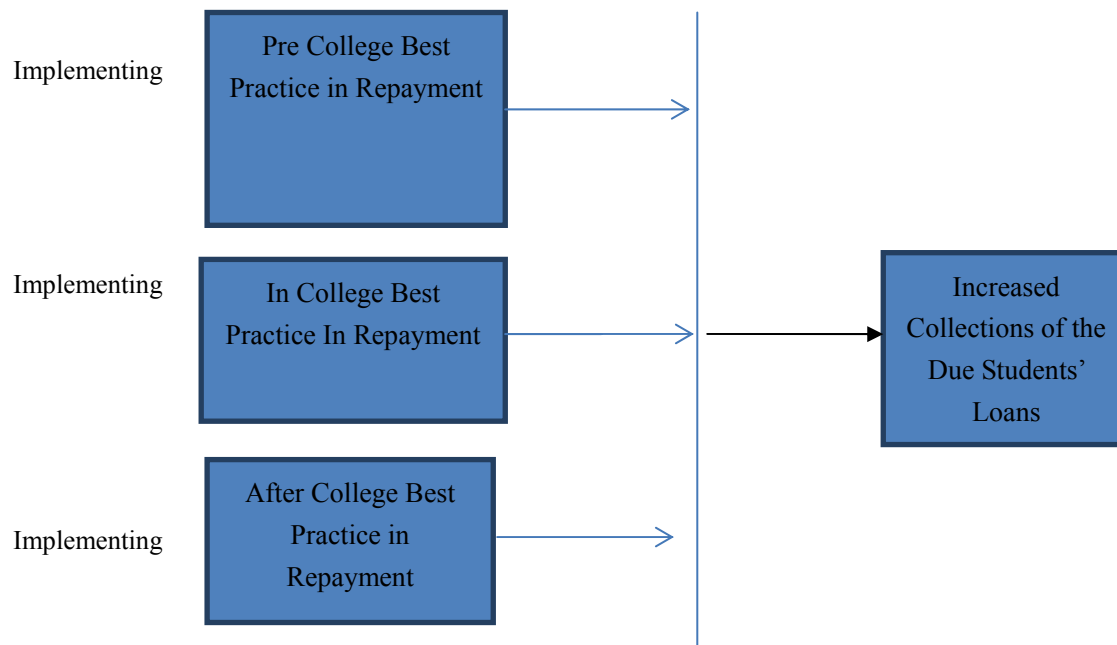 Implementing
Pre College Best
Practice in Repayment
Implementing
In College Best
Practice In Repayment
Implementing
After College Best
Practice in
Repayment
Increased
Collections of the
Due Students’
Loans